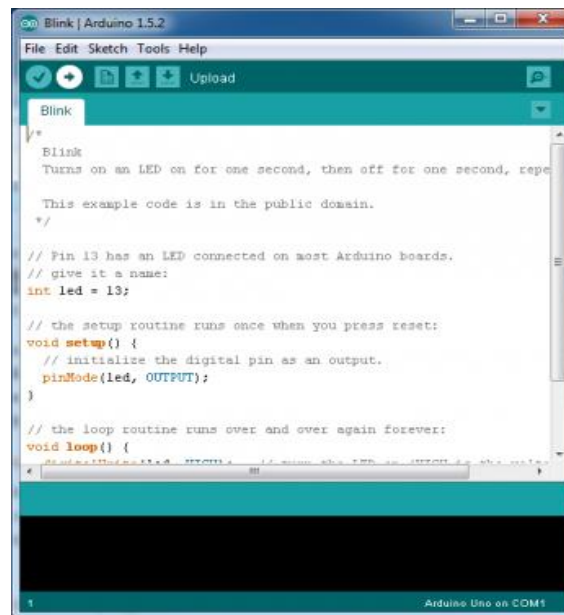 Blink | Arduino 1.5.2
File Edit Sketch Tools Help
Upload
Blink
/*
  Blink
  Turns on an LED on for one second, then off for one second, repe

  This example code is in the public domain.
 */

// Pin 13 has an LED connected on most Arduino boards.
// give it a name:
int led = 13;

// the setup routine runs once when you press reset:
void setup() {
  // initialize the digital pin as an output.
  pinMode(led, OUTPUT);
}

// the loop routine runs over and over again forever:
void loop() {
1
Arduino Uno on COM1